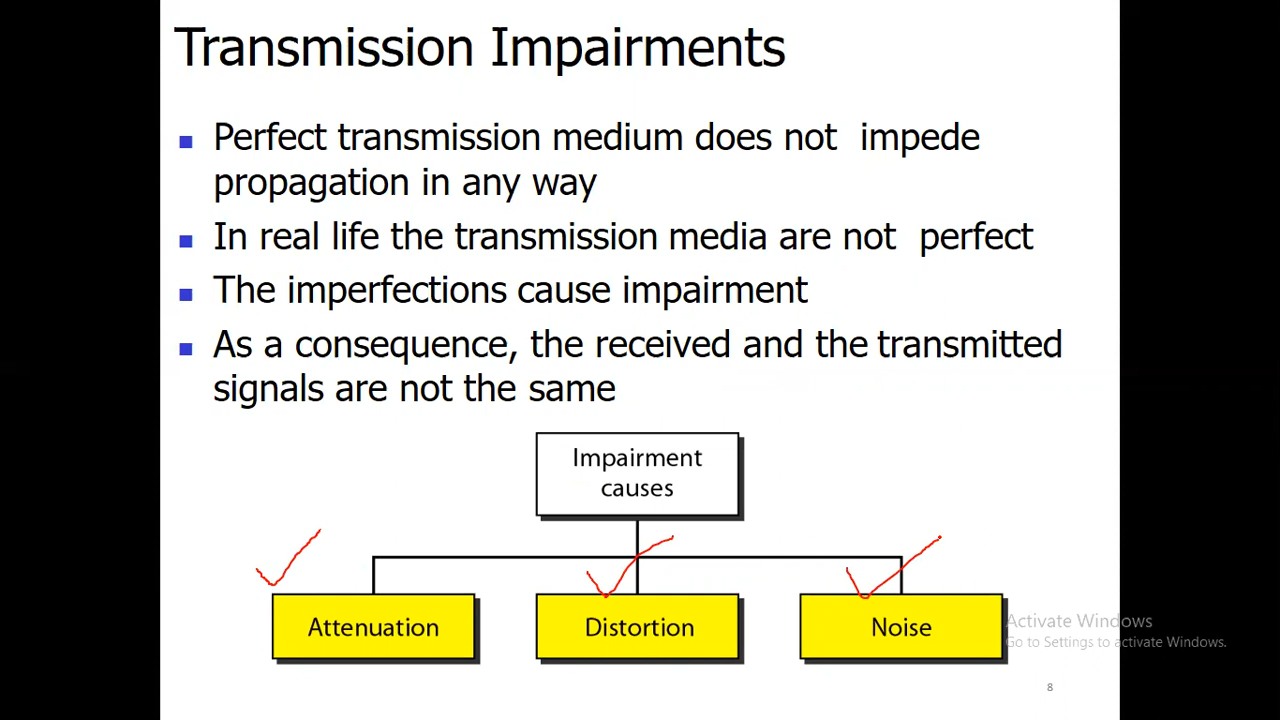 Transmission Impairments
Perfect transmission medium does not impede
propagation in any way
In real life the transmission media are not perfect
The imperfections cause impairment
As a consequence, the received and the transmitted
signals are not the same
Impairment
causes
Attenuation
Distortion
Noise
Activate Windows
Go to Settings to activate Windows.
8